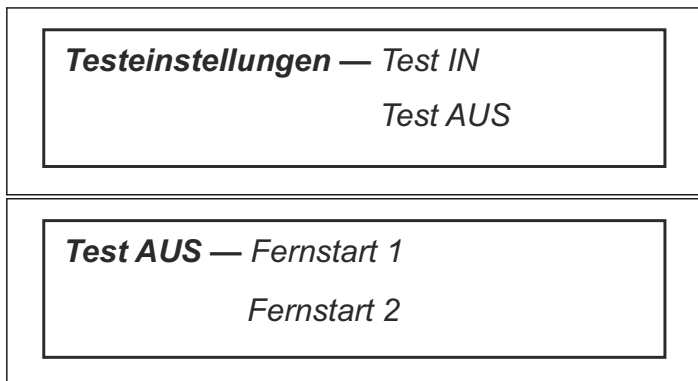 Testeinstellungen — Test IN
Test AUS
Test AUS — Fernstart 1
Fernstart 2